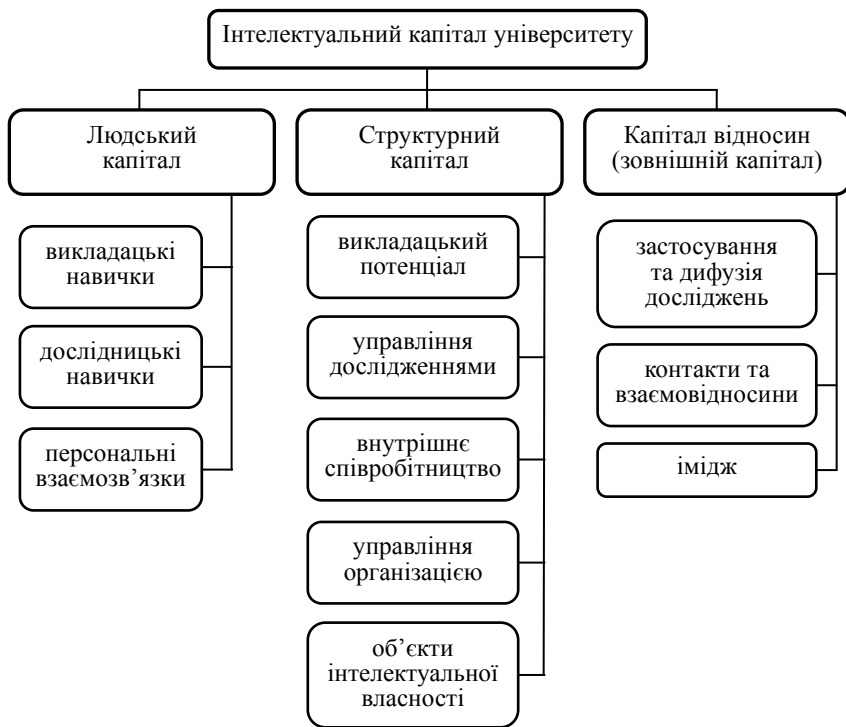 Інтелектуальний капітал університету
Людський
капітал
Структурний
капітал
Капітал відносин
(зовнішній капітал)
викладацькі
навички
дослідницькі
навички
персональні
взаємозв’язки
викладацький
потенціал
управління
дослідженнями
внутрішнє
співробітництво
управління
організацією
об’єкти
інтелектуальної
власності
застосування
та дифузія
досліджень
контакти та
взаємовідносини
імідж